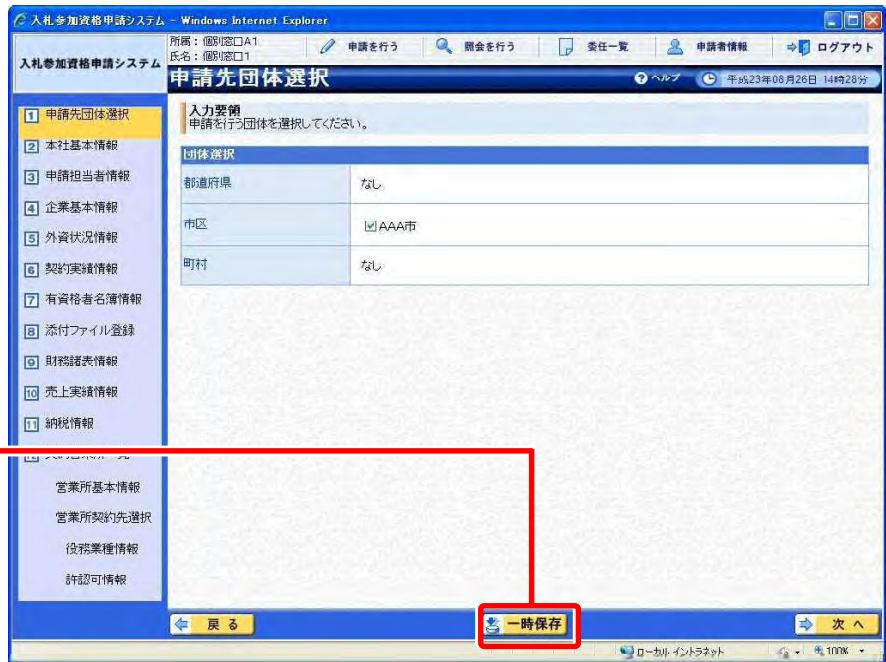 入札参加資格申請システム - Windows Internet Explorer
入札参加資格申請システム
所属：個別窓口A1
氏名：個別窓口1
申請を行う 照会を行う 委任一覧 申請者情報 ログアウト
申請先団体選択
ヘルプ 平成23年08月26日 14時28分
1 申請先団体選択
2 本社基本情報
3 申請担当者情報
4 企業基本情報
5 外資状況情報
6 契約実績情報
7 有資格者名簿情報
8 添付ファイル登録
9 財務諸表情報
10 売上実績情報
11 納税情報
営業所基本情報
営業所契約先選択
役務業種情報
許認可情報
入力要領
申請を行う団体を選択してください。
団体選択
都道府県 なし
市区 AAA市
町村 なし
戻る 一時保存 次へ
ローカル イントラネット 100%